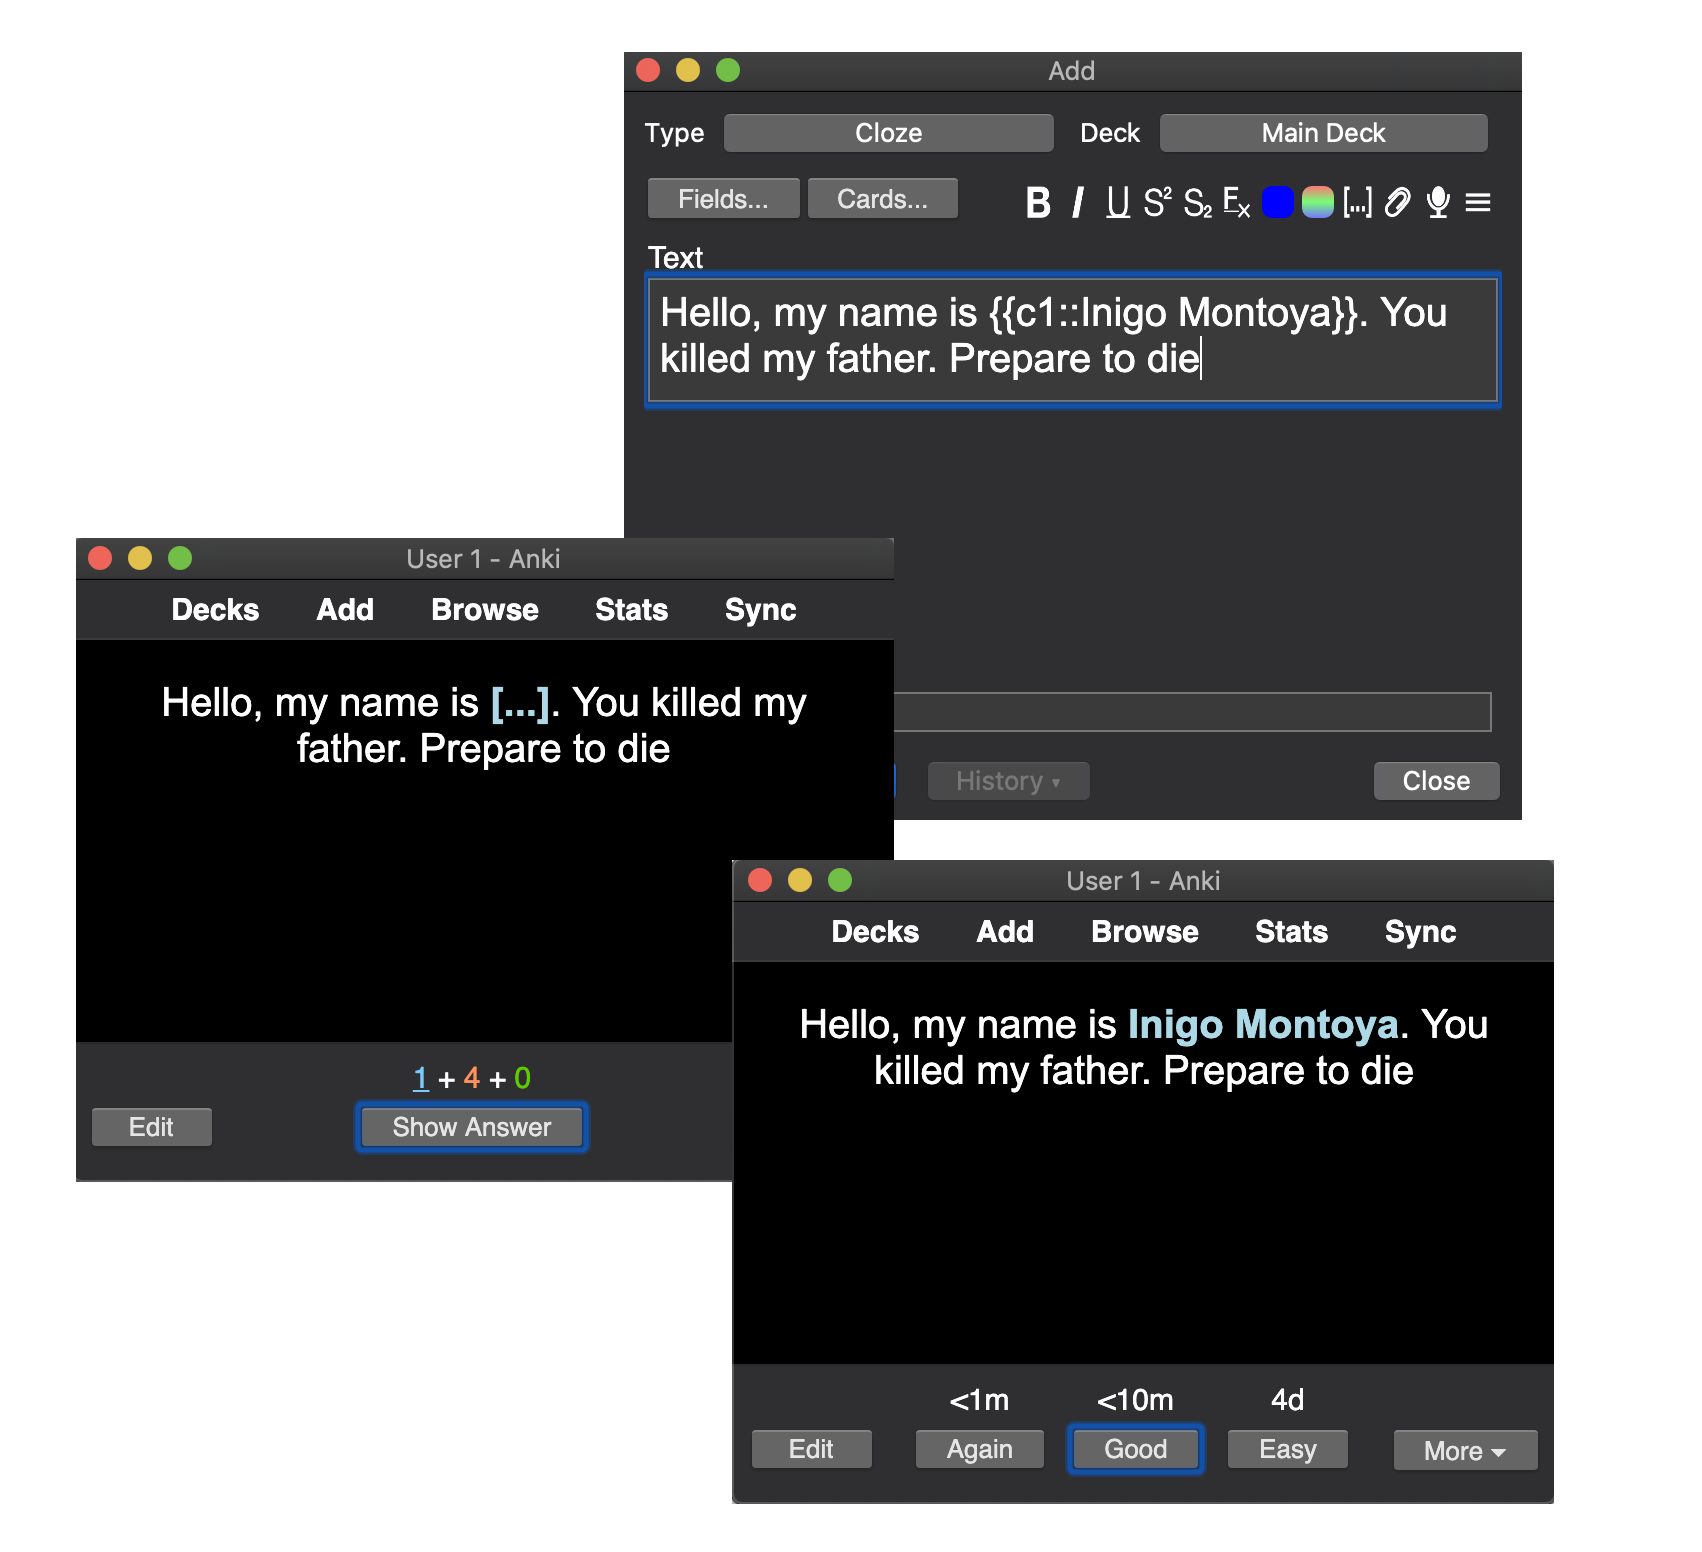 Add
Type Cloze Deck Main Deck
Fields... Cards... B I U S² S₂ Fx [...]
Text
Hello, my name is {{c1::Inigo Montoya}}. You
killed my father. Prepare to die
History ▾ Close
User 1 - Anki
Decks Add Browse Stats Sync
Hello, my name is [...]. You killed my
father. Prepare to die
1 + 4 + 0
Edit Show Answer
User 1 - Anki
Decks Add Browse Stats Sync
Hello, my name is Inigo Montoya. You
killed my father. Prepare to die
<1m <10m 4d
Edit Again Good Easy More